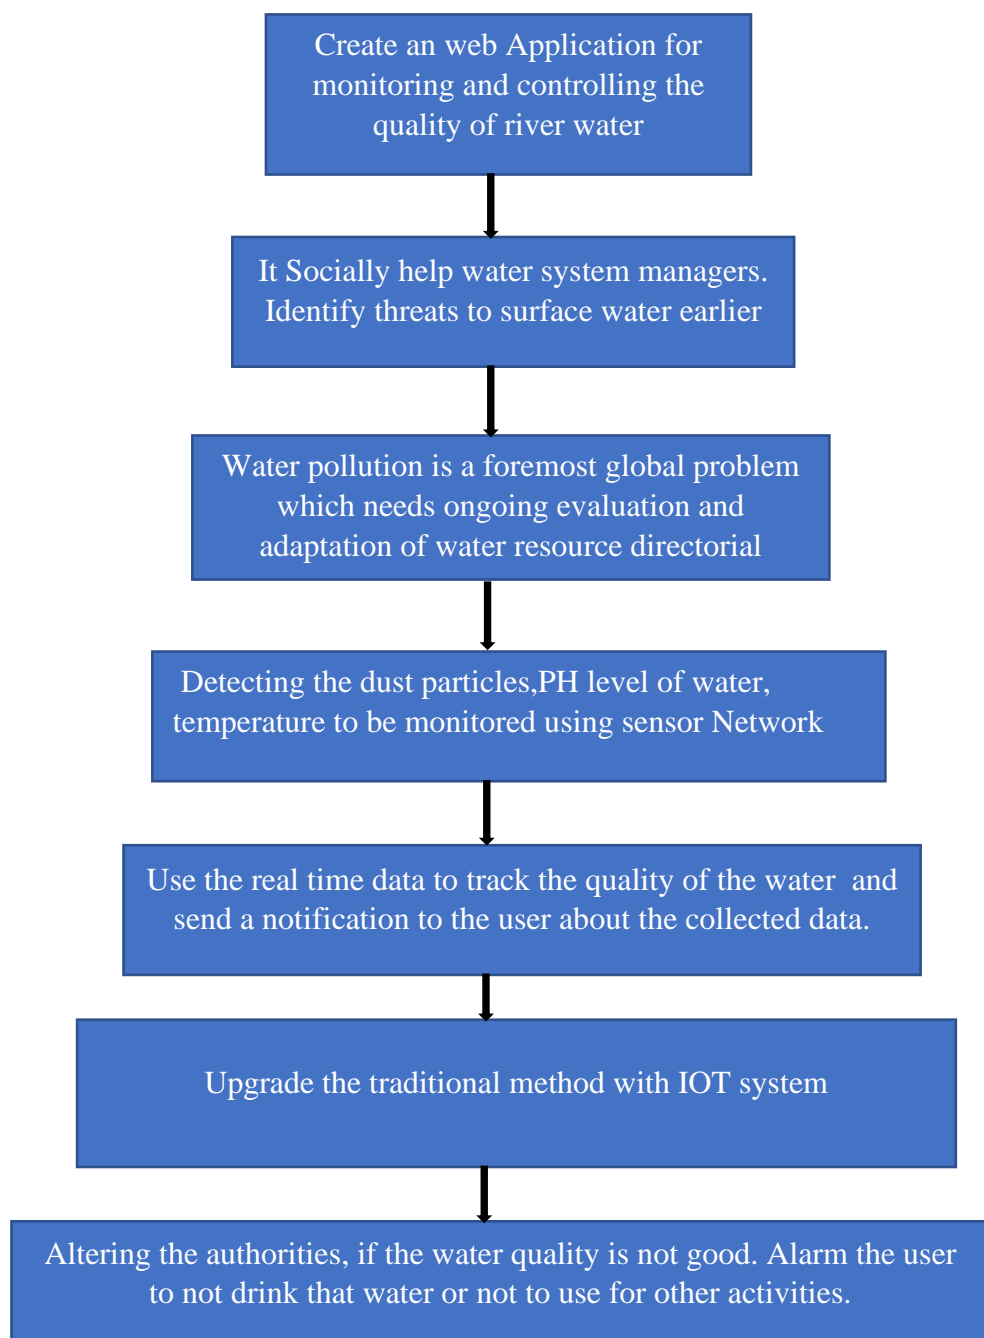 Create an web Application for
monitoring and controlling the
quality of river water
It Socially help water system managers.
Identify threats to surface water earlier
Water pollution is a foremost global problem
which needs ongoing evaluation and
adaptation of water resource directorial
Detecting the dust particles,PH level of water,
temperature to be monitored using sensor Network
Use the real time data to track the quality of the water  and
send a notification to the user about the collected data.
Upgrade the traditional method with IOT system
Altering the authorities, if the water quality is not good. Alarm the user
to not drink that water or not to use for other activities.